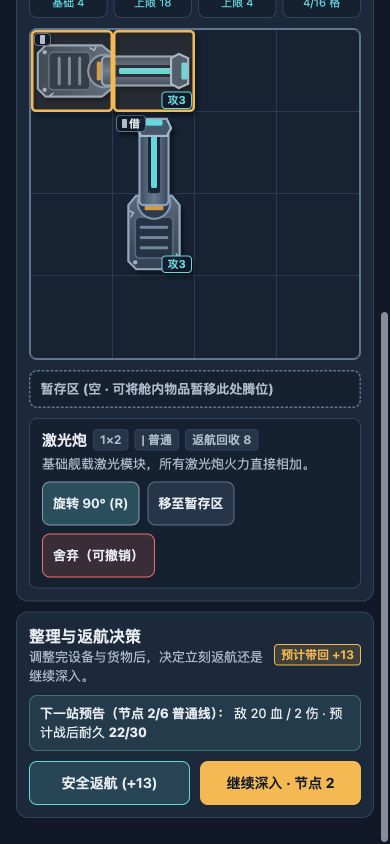 基础 4
上限 18
上限 4
4/16 格
攻3
借
攻3
暂存区 (空 · 可将舱内物品暂移此处腾位)
激光炮 1×2 | 普通 返航回收 8
基础舰载激光模块，所有激光炮火力直接相加。
旋转 90° (R)
移至暂存区
舍弃（可撤销）
整理与返航决策
调整完设备与货物后，决定立刻返航还是
继续深入。
预计带回 +13
下一站预告（节点 2/6 普通线）： 敌 20 血 / 2 伤 · 预
计战后耐久 22/30
安全返航 (+13)
继续深入 · 节点 2